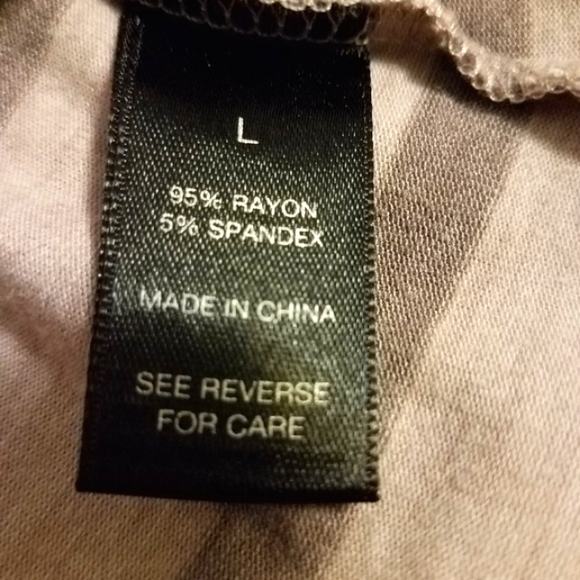 L
95% RAYON
5% SPANDEX
MADE IN CHINA
SEE REVERSE
FOR CARE